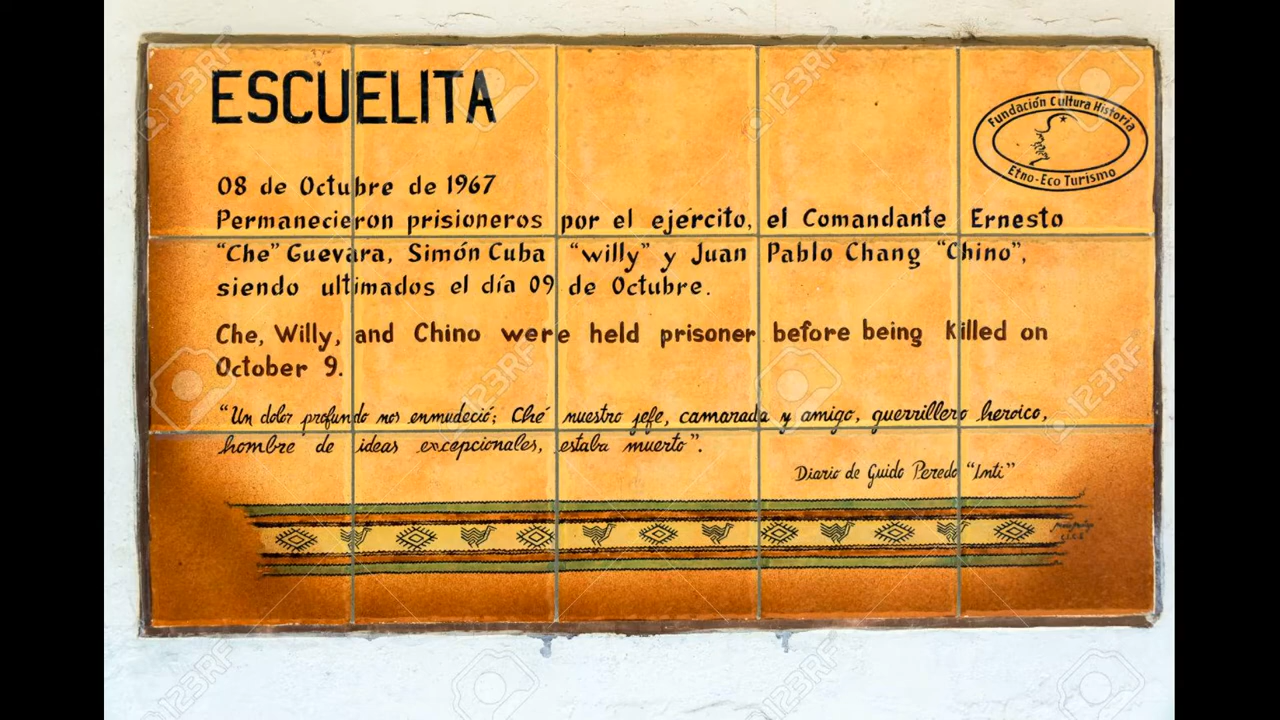 ESCUELITA
Fundación Cultura Historia
Etno-Eco Turismo
08 de Octubre de 1967
Permanecieron prisioneros por el ejército, el Comandante Ernesto
"Che" Guevara, Simón Cuba "willy" y Juan Pablo Chang "Chino",
siendo ultimados el día 09 de Octubre.
Che, Willy, and Chino were held prisoner before being killed on
October 9.
"Un dolor profundo nos enmudeció; Ché nuestro jefe, camarada y amigo, guerrillero heroico,
hombre de ideas excepcionales, estaba muerto".
Diario de Guido Peredo "Inti"
123RF